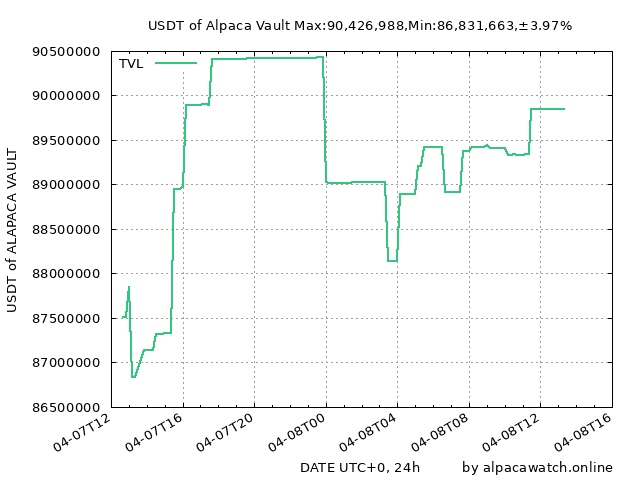 USDT of Alpaca Vault Max:90,426,988,Min:86,831,663,±3.97%
TVL
90500000
90000000
89500000
89000000
88500000
88000000
87500000
87000000
86500000
USDT of ALAPACA VAULT
04-07T12
04-07T16
04-07T20
04-08T00
04-08T04
04-08T08
04-08T12
04-08T16
DATE UTC+0, 24h
by alpacawatch.online